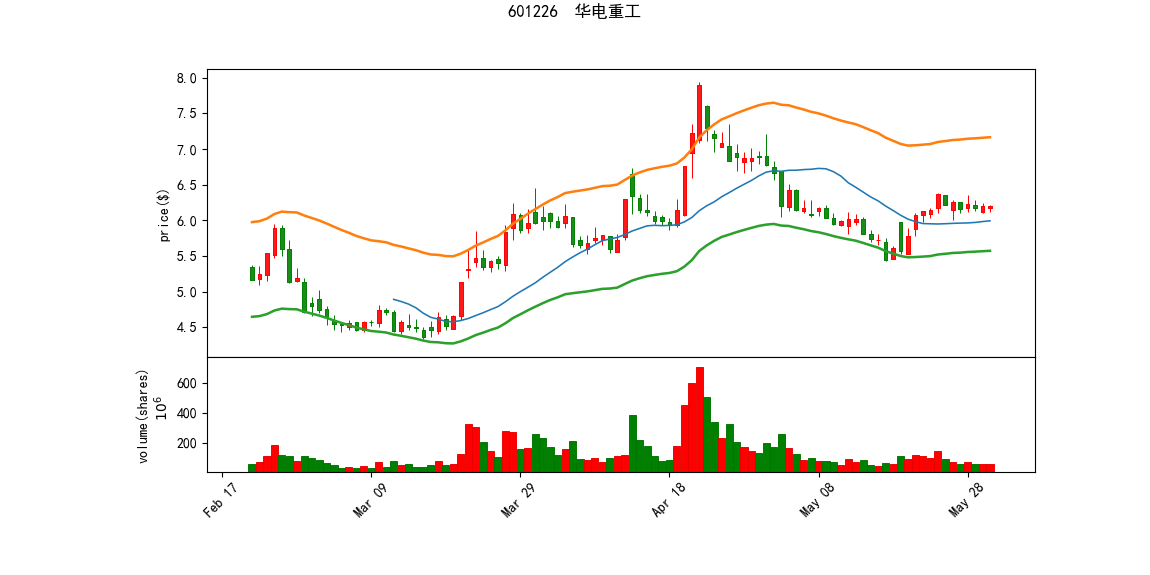 601226 华电重工
8.0
7.5
7.0
6.5
6.0
5.5
5.0
4.5
price($)
600
400
200
volume(shares)
10^6
Feb 17
Mar 09
Mar 29
Apr 18
May 08
May 28